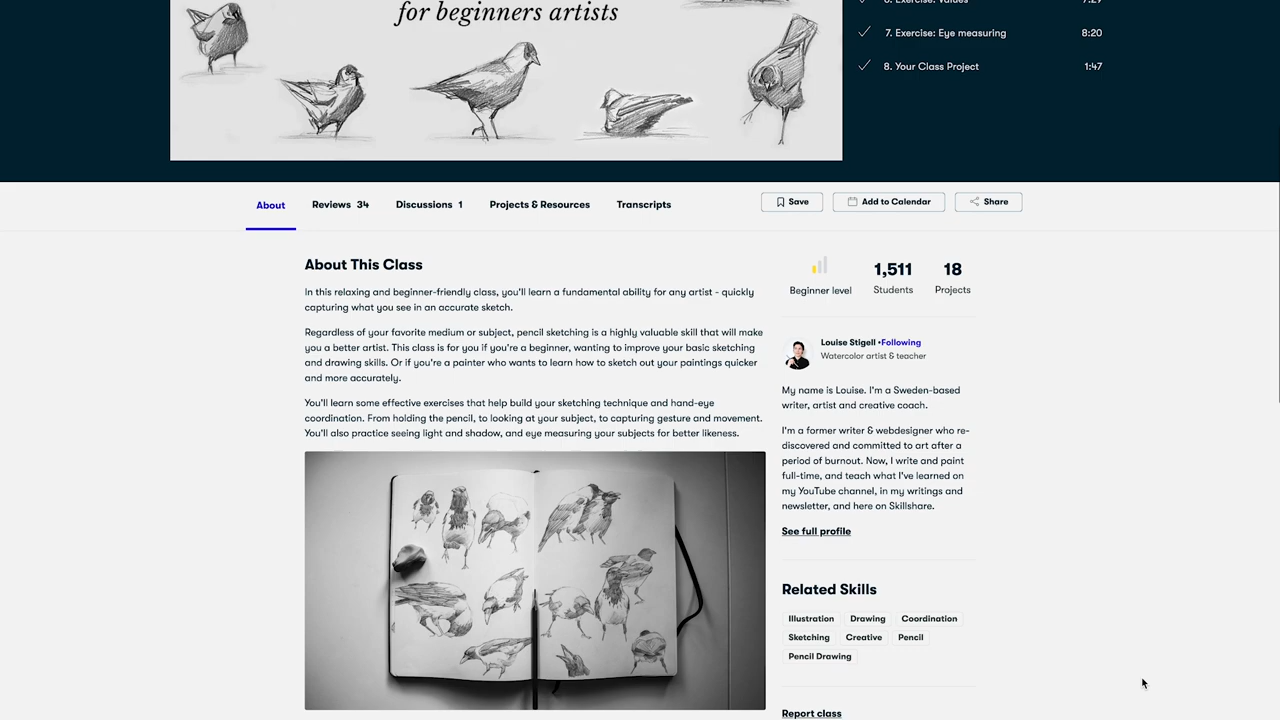 for beginners artists
6. Exercise: Values 7:29
7. Exercise: Eye measuring 8:20
8. Your Class Project 1:47
About Reviews 34 Discussions 1 Projects & Resources Transcripts Save Add to Calendar Share
About This Class
In this relaxing and beginner-friendly class, you'll learn a fundamental ability for any artist - quickly
capturing what you see in an accurate sketch.
Regardless of your favorite medium or subject, pencil sketching is a highly valuable skill that will make
you a better artist. This class is for you if you're a beginner, wanting to improve your basic sketching
and drawing skills. Or if you're a painter who wants to learn how to sketch out your paintings quicker
and more accurately.
You'll learn some effective exercises that help build your sketching technique and hand-eye
coordination. From holding the pencil, to looking at your subject, to capturing gesture and movement.
You'll also practice seeing light and shadow, and eye measuring your subjects for better likeness.
Beginner level
1,511
Students
18
Projects
Louise Stigell •Following
Watercolor artist & teacher
My name is Louise. I'm a Sweden-based
writer, artist and creative coach.
I'm a former writer & webdesigner who re-
discovered and committed to art after a
period of burnout. Now, I write and paint
full-time, and teach what I've learned on
my YouTube channel, in my writings and
newsletter, and here on Skillshare.
See full profile
Related Skills
Illustration Drawing Coordination
Sketching Creative Pencil
Pencil Drawing
Report class